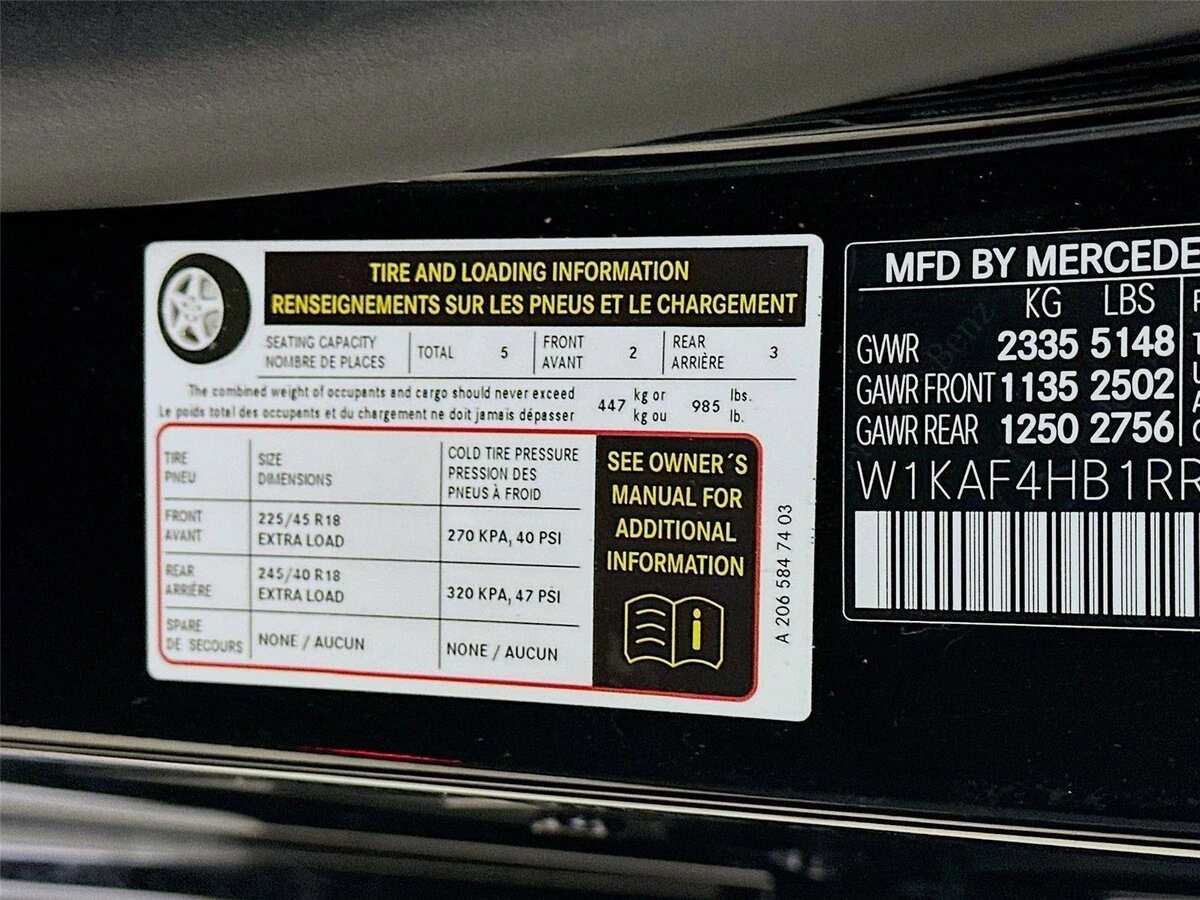 TIRE AND LOADING INFORMATION
RENSEIGNEMENTS SUR LES PNEUS ET LE CHARGEMENT
SEATING CAPACITY
NOMBRE DE PLACES
TOTAL 5
FRONT
AVANT
2
REAR
ARRIÈRE
3
The combined weight of occupants and cargo should never exceed
Le poids total des occupants et du chargement ne doit jamais dépasser
447 kg or 985 lbs.
kg ou lb.
TIRE
PNEU
SIZE
DIMENSIONS
COLD TIRE PRESSURE
PRESSION DES
PNEUS À FROID
FRONT
AVANT
225/45 R18
EXTRA LOAD
270 KPA, 40 PSI
REAR
ARRIÈRE
245/40 R18
EXTRA LOAD
320 KPA, 47 PSI
SPARE
DE SECOURS
NONE / AUCUN
NONE / AUCUN
SEE OWNER´S
MANUAL FOR
ADDITIONAL
INFORMATION
i
A 206 584 74 03
MFD BY MERCEDE
KG LBS
GVWR 2335 5148
GAWR FRONT 1135 2502
GAWR REAR 1250 2756
W1KAF4HB1RR